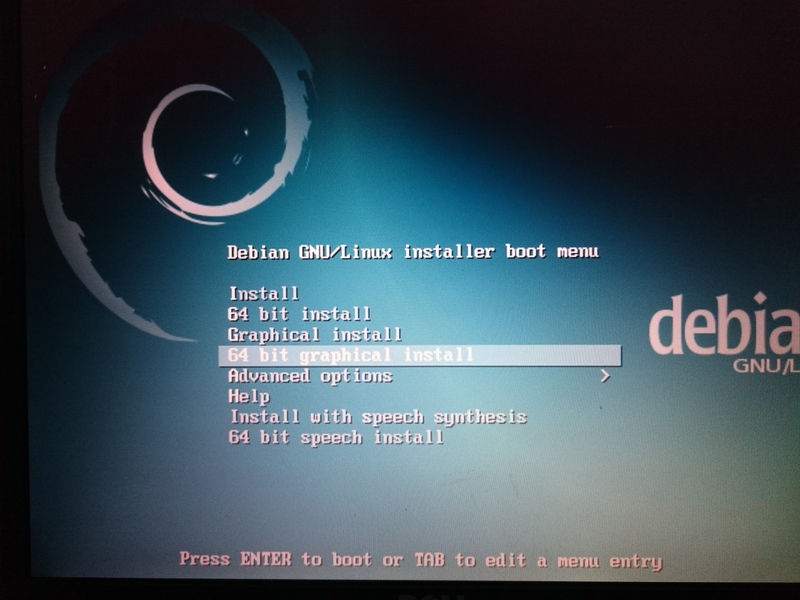 Debian GNU/Linux installer boot menu
Install
64 bit install
Graphical install
64 bit graphical install
Advanced options >
Help
Install with speech synthesis
64 bit speech install
debia
GNU/L
Press ENTER to boot or TAB to edit a menu entry